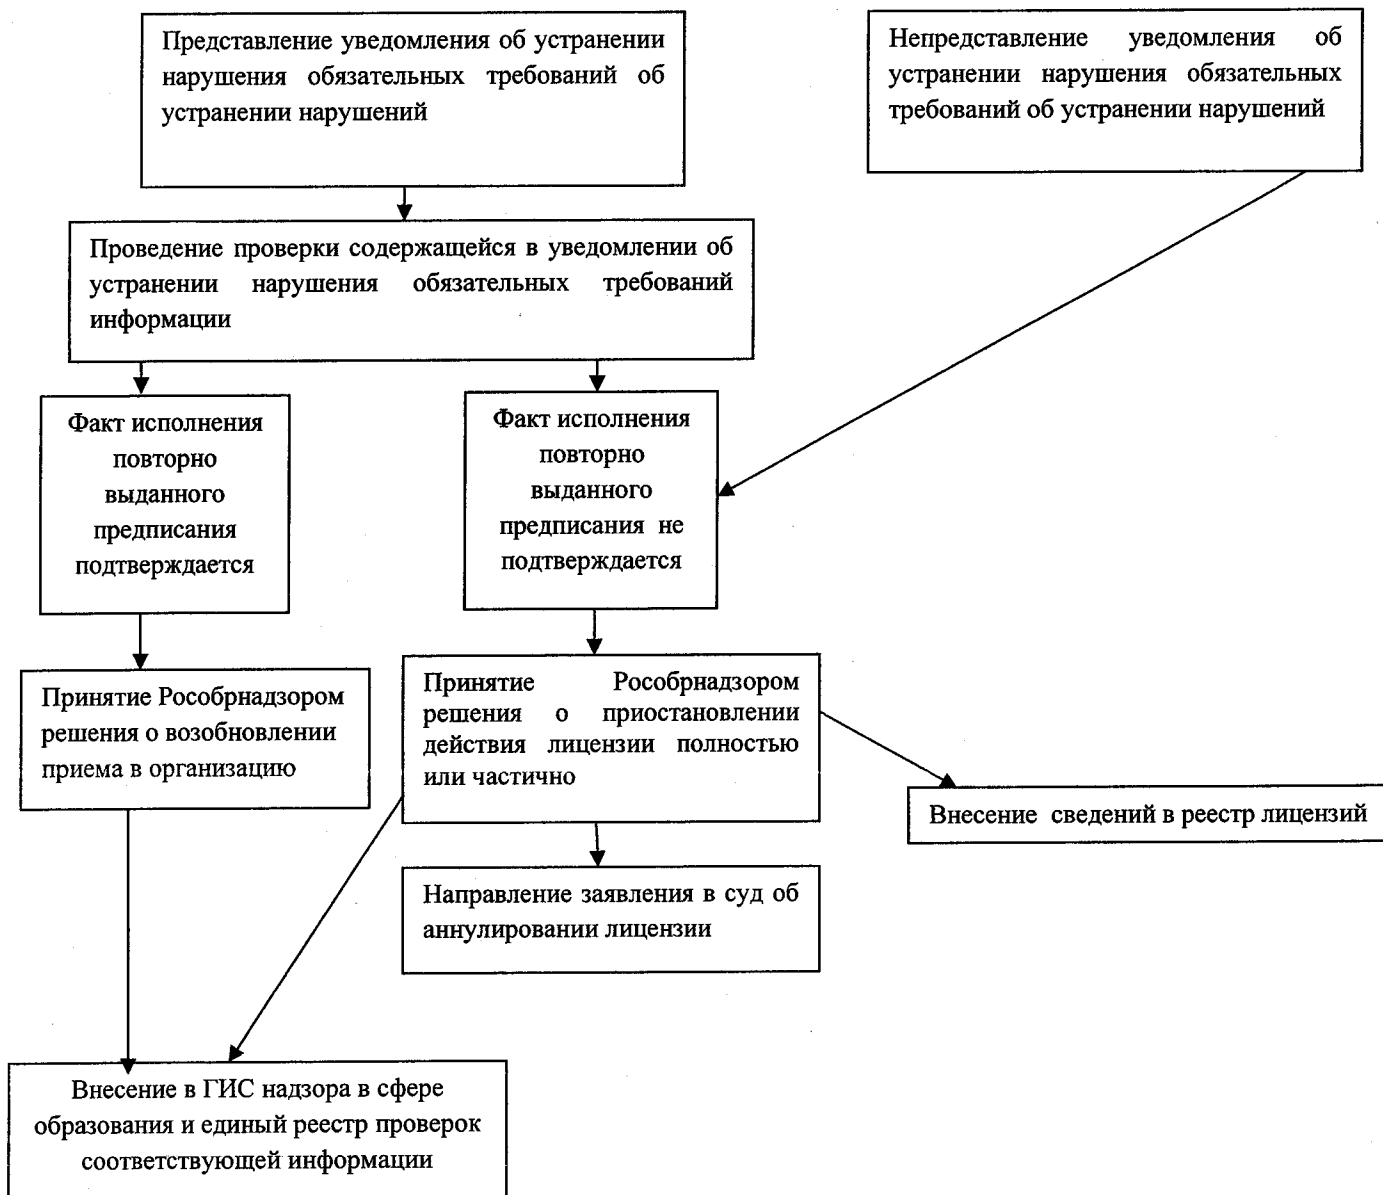 Представление уведомления об устранении
нарушения обязательных требований об
устранении нарушений
Непредставление уведомления об
устранении нарушения обязательных
требований об устранении нарушений
Проведение проверки содержащейся в уведомлении об
устранении нарушения обязательных требований
информации
Факт исполнения
повторно
выданного
предписания
подтверждается
Факт исполнения
повторно
выданного
предписания не
подтверждается
Принятие Рособрнадзором
решения о возобновлении
приема в организацию
Принятие Рособрнадзором
решения о приостановлении
действия лицензии полностью
или частично
Внесение сведений в реестр лицензий
Направление заявления в суд об
аннулировании лицензии
Внесение в ГИС надзора в сфере
образования и единый реестр проверок
соответствующей информации